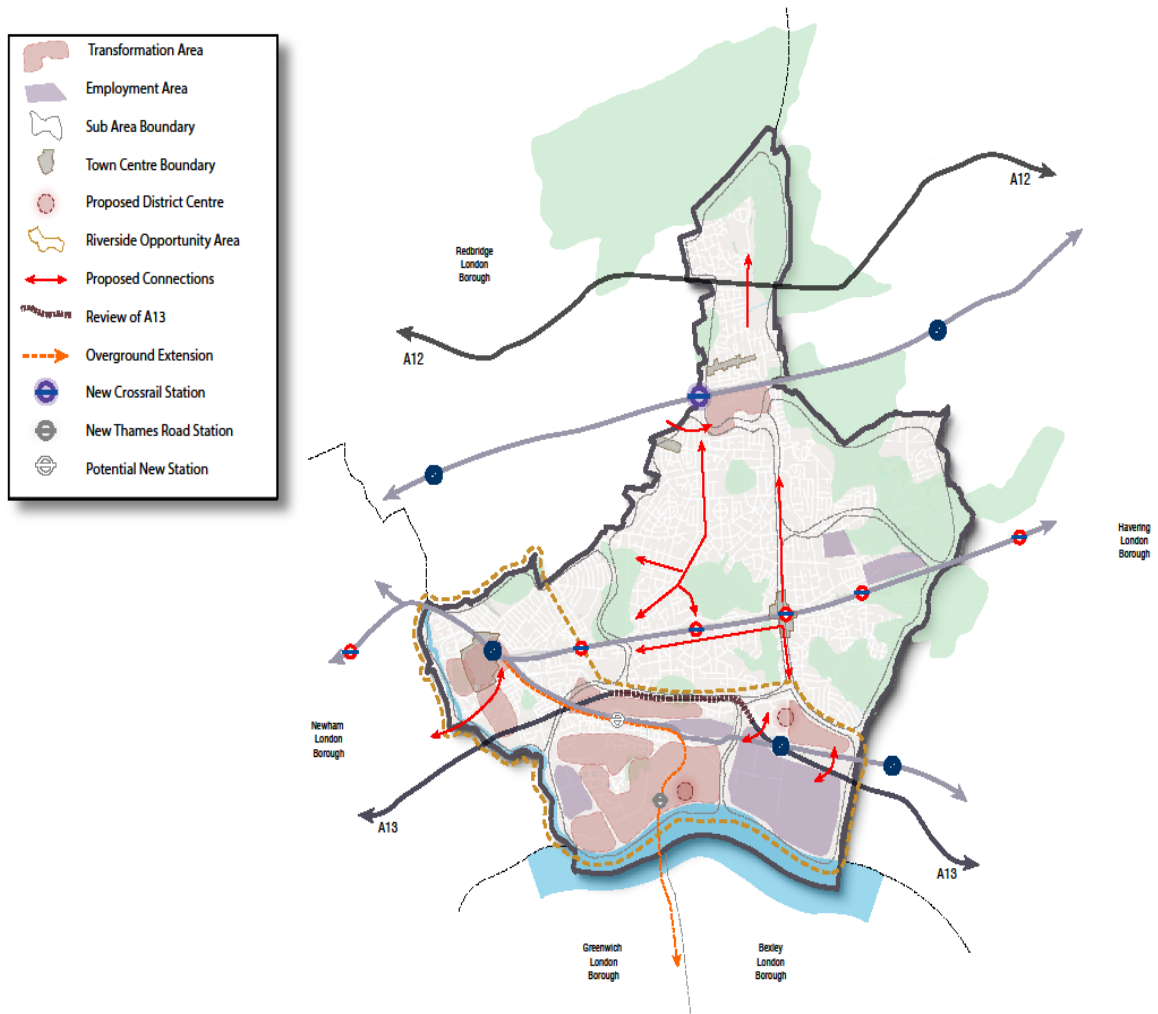 Transformation Area
Employment Area
Sub Area Boundary
Town Centre Boundary
Proposed District Centre
Riverside Opportunity Area
Proposed Connections
Review of A13
Overground Extension
New Crossrail Station
New Thames Road Station
Potential New Station
A12
Redbridge
London
Borough
A12
Havering
London
Borough
Newham
London
Borough
A13
A13
Greenwich
London
Borough
Bexley
London
Borough